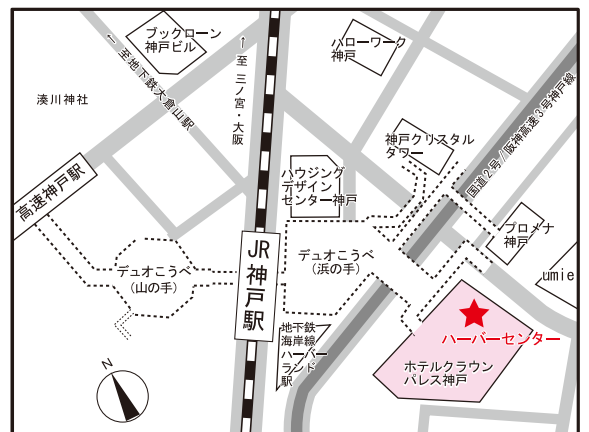 ブックローン
神戸ビル
← 至地下鉄大倉山駅
湊川神社
← 至 三ノ宮・大阪
ハローワーク
神戸
国道2号/阪神高速3号神戸線
神戸クリスタル
タワー
高速神戸駅
ハウジング
デザイン
センター神戸
プロメナ
神戸
umie
デュオこうべ
(山の手)
JR神戸駅
デュオこうべ
(浜の手)
地下鉄
海岸線
ハーバー
ランド
駅
ハーバーセンター
ホテルクラウン
パレス神戸
N